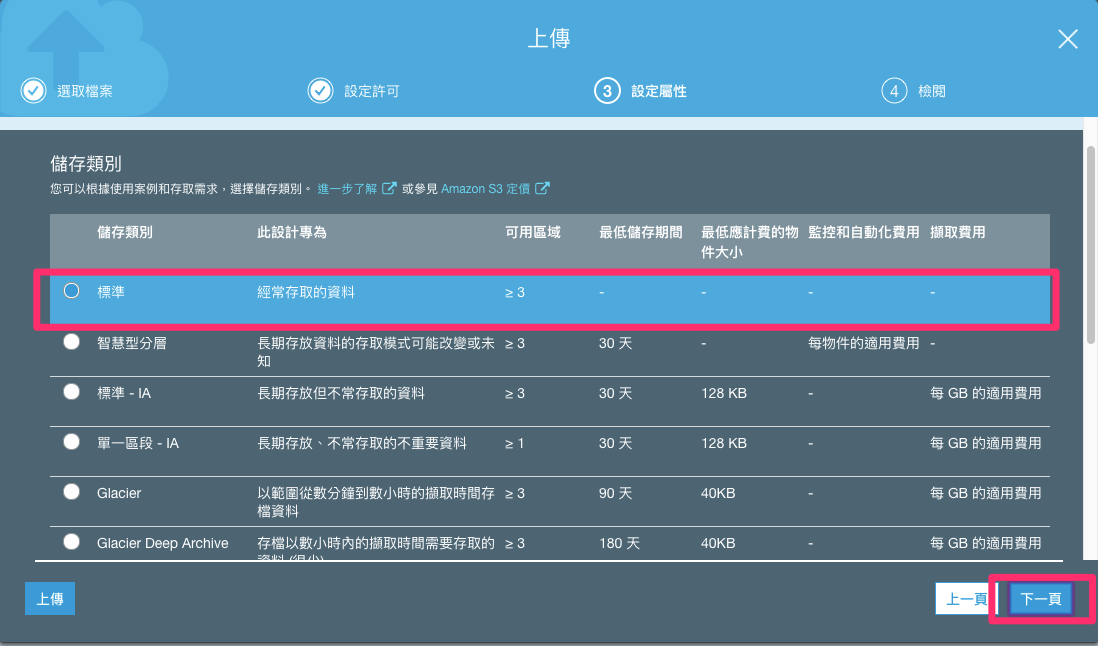 上傳
選取檔案
設定許可
3 設定屬性
4 檢閱
儲存類別
您可以根據使用案例和存取需求，選擇儲存類別。 進一步了解 或參見 Amazon S3 定價
儲存類別 此設計專為 可用區域 最低儲存期間 最低應計費的物件大小 監控和自動化費用 擷取費用
標準 經常存取的資料 ≥ 3 - - - -
智慧型分層 長期存放資料的存取模式可能改變或未知 ≥ 3 30 天 - 每物件的適用費用 -
標準 - IA 長期存放但不常存取的資料 ≥ 3 30 天 128 KB - 每 GB 的適用費用
單一區段 - IA 長期存放、不常存取的不重要資料 ≥ 1 30 天 128 KB - 每 GB 的適用費用
Glacier 以範圍從數分鐘到數小時的擷取時間存檔資料 ≥ 3 90 天 40KB - 每 GB 的適用費用
Glacier Deep Archive 存檔以數小時內的擷取時間需要存取的資料 (很少) ≥ 3 180 天 40KB - 每 GB 的適用費用
上傳 上一頁 下一頁